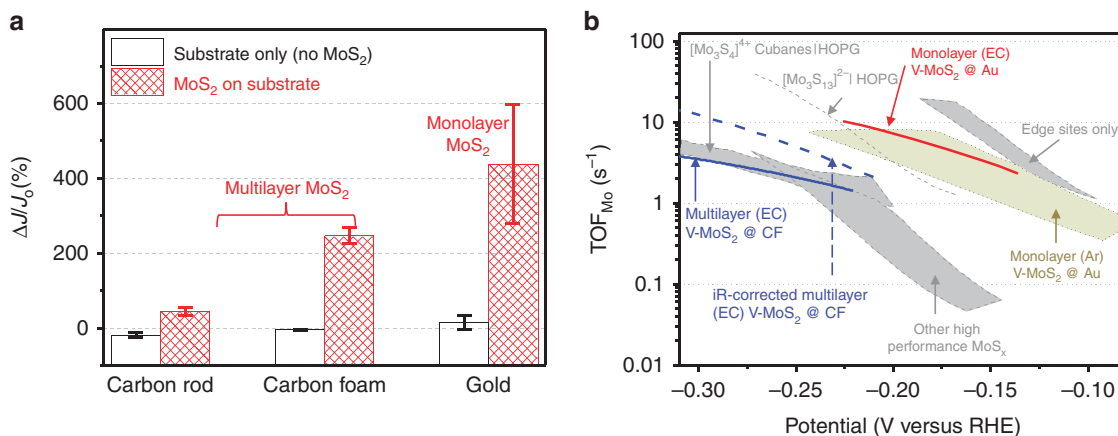 a
ΔJ/J₀(%)
600
400
200
0
Substrate only (no MoS₂)
MoS₂ on substrate
Monolayer
MoS₂
Multilayer MoS₂
Carbon rod
Carbon foam
Gold
b
TOF_Mo (s⁻¹)
100
10
1
0.1
0.01
[Mo₃S₄]⁴⁺ Cubanes|HOPG
[Mo₃S₁₃]²⁻| HOPG
Monolayer (EC)
V-MoS₂ @ Au
Edge sites only
Multilayer (EC)
V-MoS₂ @ CF
Monolayer (Ar)
V-MoS₂ @ Au
iR-corrected multilayer
(EC) V-MoS₂ @ CF
Other high
performance MoSₓ
−0.30
−0.25
−0.20
−0.15
−0.10
Potential (V versus RHE)